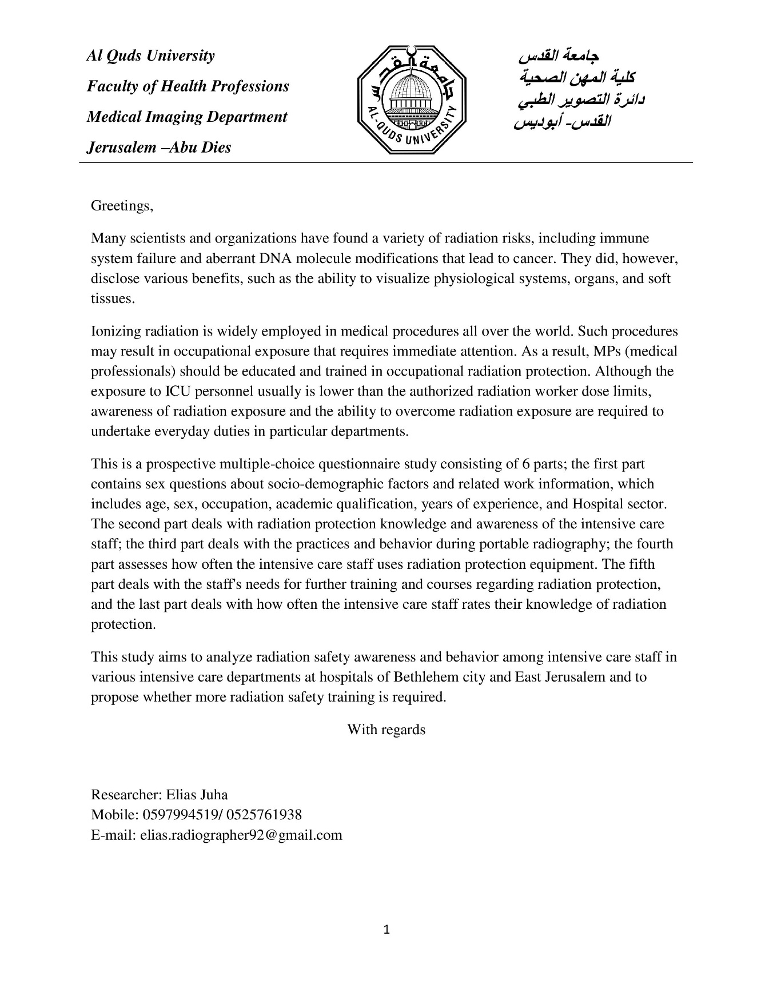 Al Quds University
Faculty of Health Professions
Medical Imaging Department
Jerusalem –Abu Dies
جامعة القدس
AL-QUDS UNIVERSITY
جامعة القدس
كلية المهن الصحية
دائرة التصوير الطبي
القدس- أبوديس
Greetings,
Many scientists and organizations have found a variety of radiation risks, including immune
system failure and aberrant DNA molecule modifications that lead to cancer. They did, however,
disclose various benefits, such as the ability to visualize physiological systems, organs, and soft
tissues.
Ionizing radiation is widely employed in medical procedures all over the world. Such procedures
may result in occupational exposure that requires immediate attention. As a result, MPs (medical
professionals) should be educated and trained in occupational radiation protection. Although the
exposure to ICU personnel usually is lower than the authorized radiation worker dose limits,
awareness of radiation exposure and the ability to overcome radiation exposure are required to
undertake everyday duties in particular departments.
This is a prospective multiple-choice questionnaire study consisting of 6 parts; the first part
contains sex questions about socio-demographic factors and related work information, which
includes age, sex, occupation, academic qualification, years of experience, and Hospital sector.
The second part deals with radiation protection knowledge and awareness of the intensive care
staff; the third part deals with the practices and behavior during portable radiography; the fourth
part assesses how often the intensive care staff uses radiation protection equipment. The fifth
part deals with the staff's needs for further training and courses regarding radiation protection,
and the last part deals with how often the intensive care staff rates their knowledge of radiation
protection.
This study aims to analyze radiation safety awareness and behavior among intensive care staff in
various intensive care departments at hospitals of Bethlehem city and East Jerusalem and to
propose whether more radiation safety training is required.
With regards
Researcher: Elias Juha
Mobile: 0597994519/ 0525761938
E-mail: elias.radiographer92@gmail.com
1